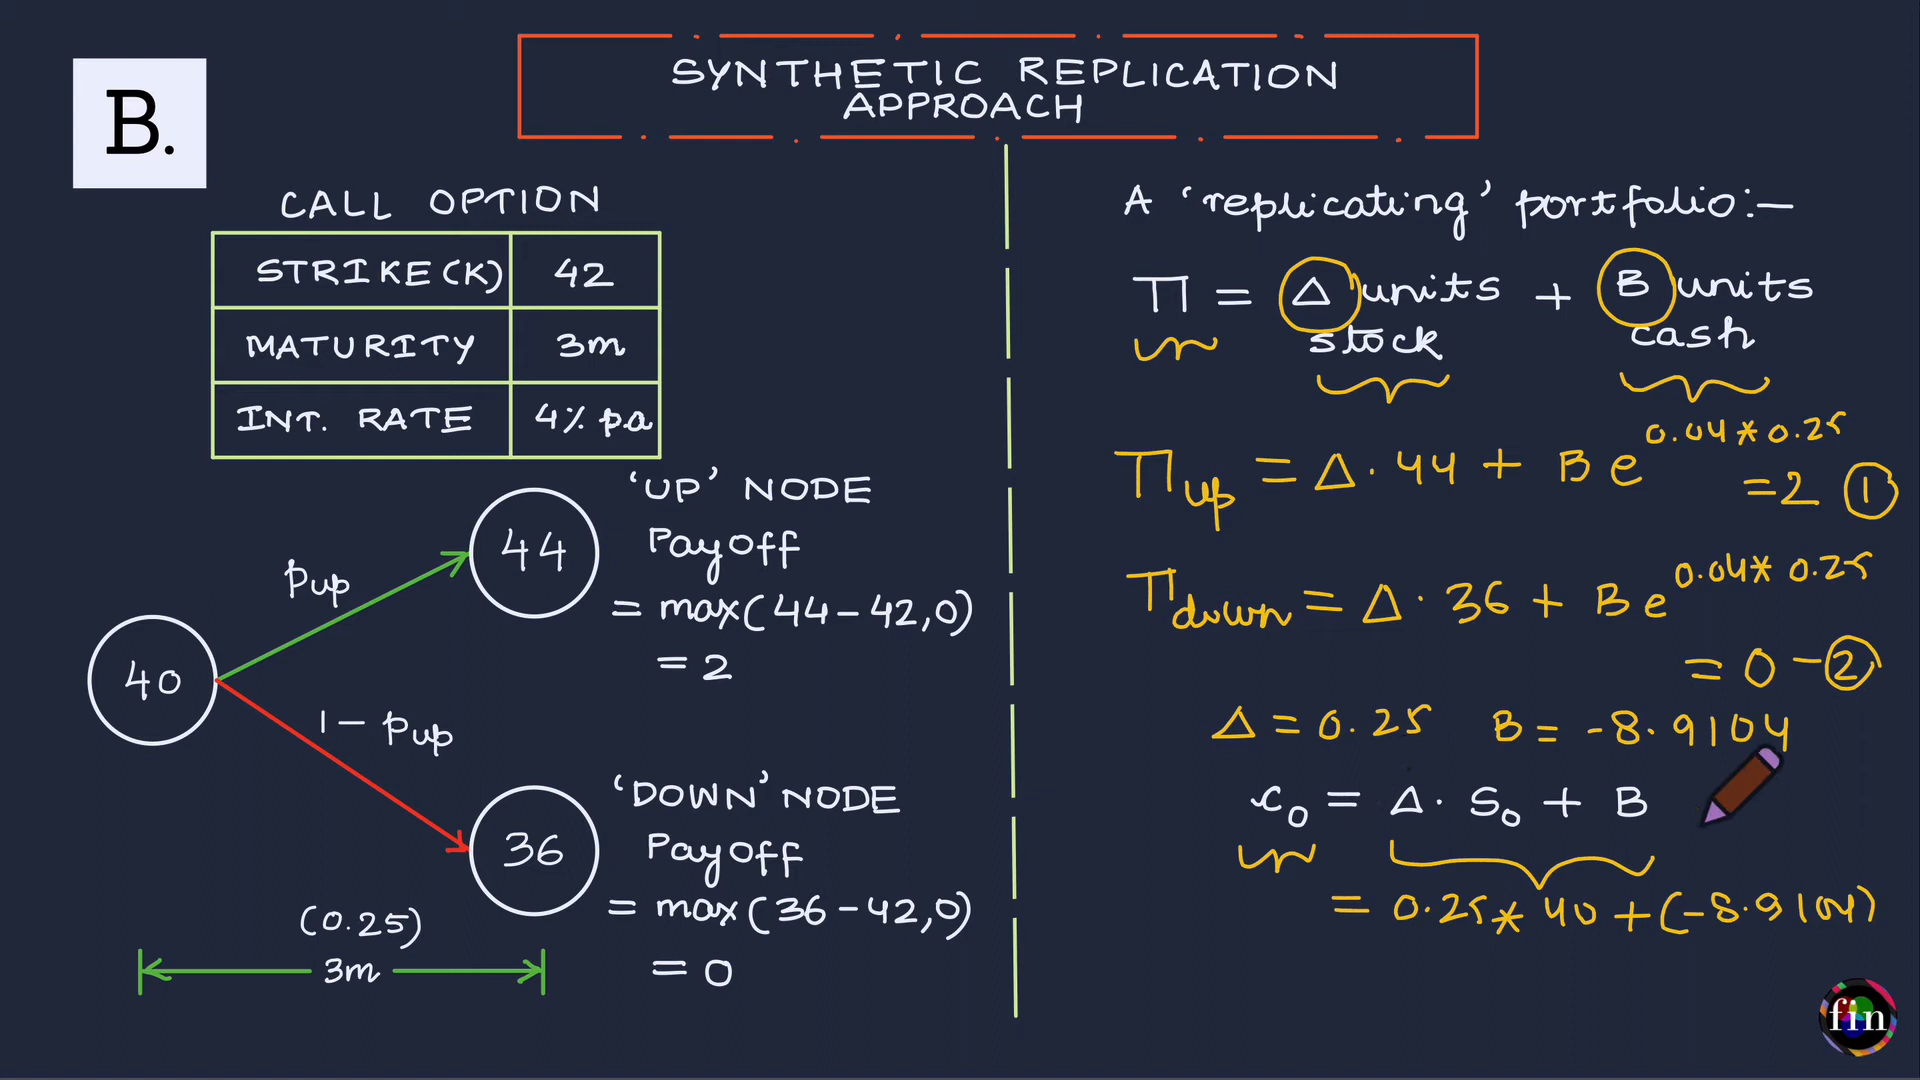 B.
SYNTHETIC REPLICATION
APPROACH
CALL OPTION
STRIKE(K) 42
MATURITY 3m
INT. RATE 4% pa
40
Pup
1 - Pup
44
36
'UP' NODE
Payoff
= max(44-42,0)
= 2
'DOWN' NODE
Payoff
= max(36-42,0)
= 0
(0.25)
3m
A 'replicating' portfolio:-
Π = Δ units + B units
stock cash
Πup = Δ. 44 + B e^0.04*0.25
= 2 ①
Πdown = Δ. 36 + B e^0.04*0.25
= 0 - ②
Δ = 0.25 B = -8.9104
c0 = Δ. S0 + B
= 0.25 * 40 + (-8.9104)
fin